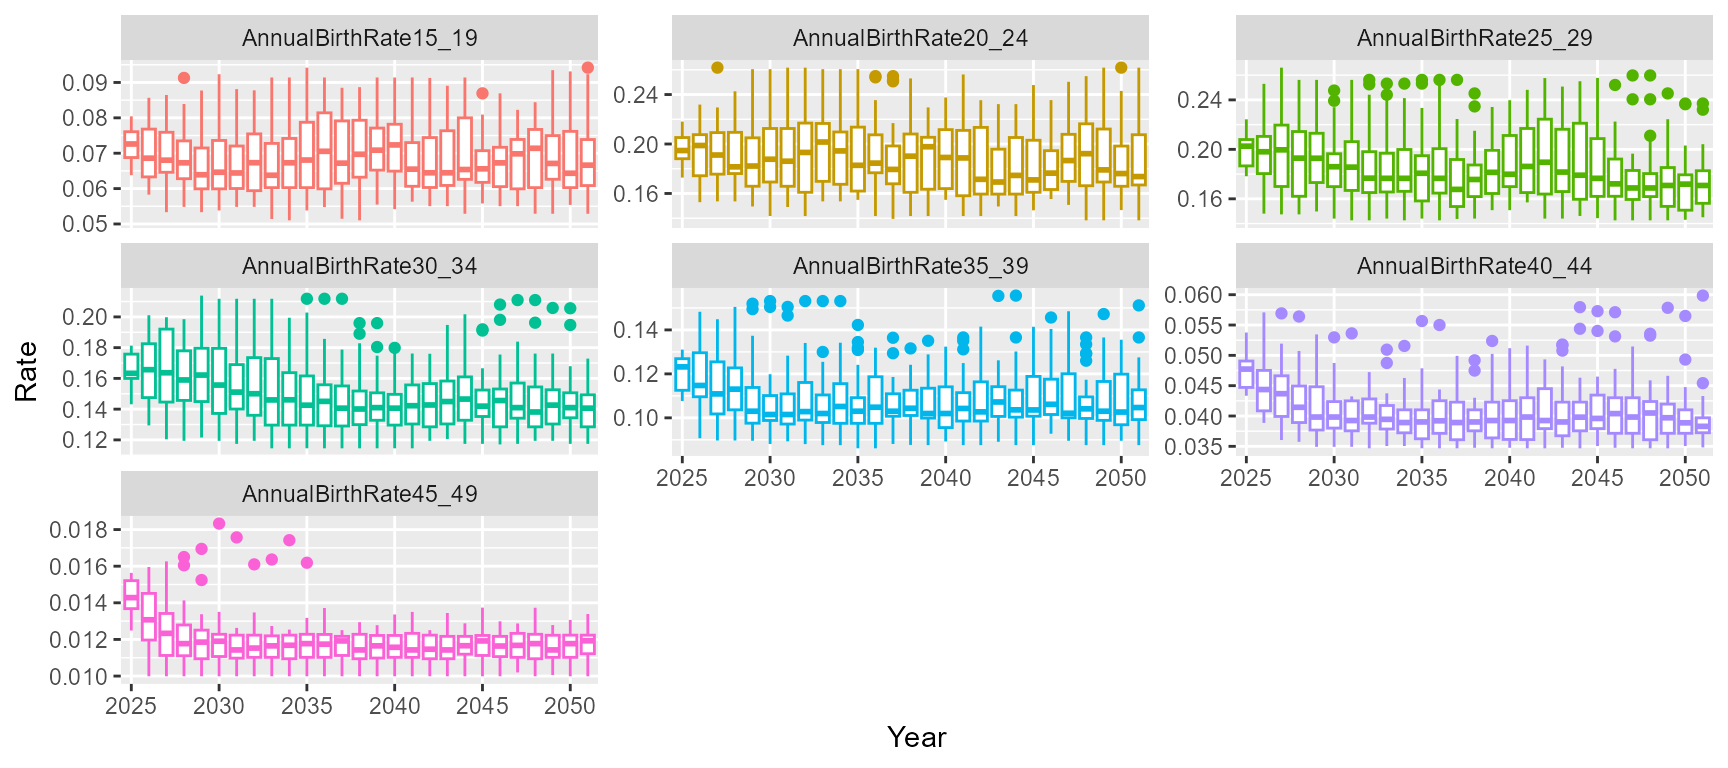 AnnualBirthRate15_19
AnnualBirthRate20_24
AnnualBirthRate25_29
0.09
0.08
0.07
0.06
0.05
0.24
0.20
0.16
0.24
0.20
0.16
AnnualBirthRate30_34
AnnualBirthRate35_39
AnnualBirthRate40_44
0.20
0.18
0.16
0.14
0.12
0.14
0.12
0.10
0.060
0.055
0.050
0.045
0.040
0.035
2025 2030 2035 2040 2045 2050
2025 2030 2035 2040 2045 2050
AnnualBirthRate45_49
0.018
0.016
0.014
0.012
0.010
2025 2030 2035 2040 2045 2050
Rate
Year